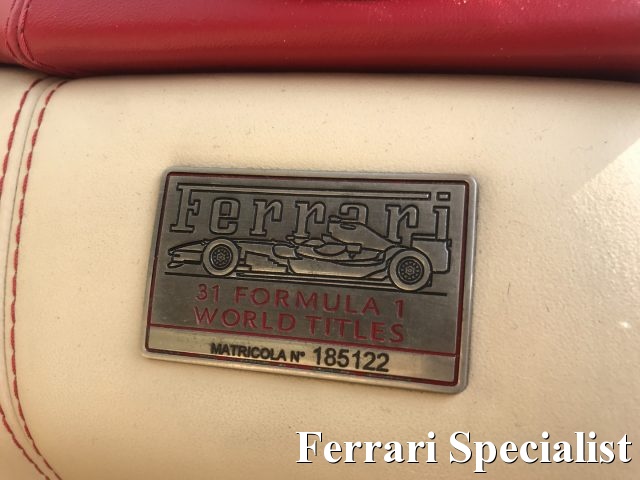 Ferrari
31 FORMULA 1
WORLD TITLES
MATRICOLA N° 185122
Ferrari Specialist